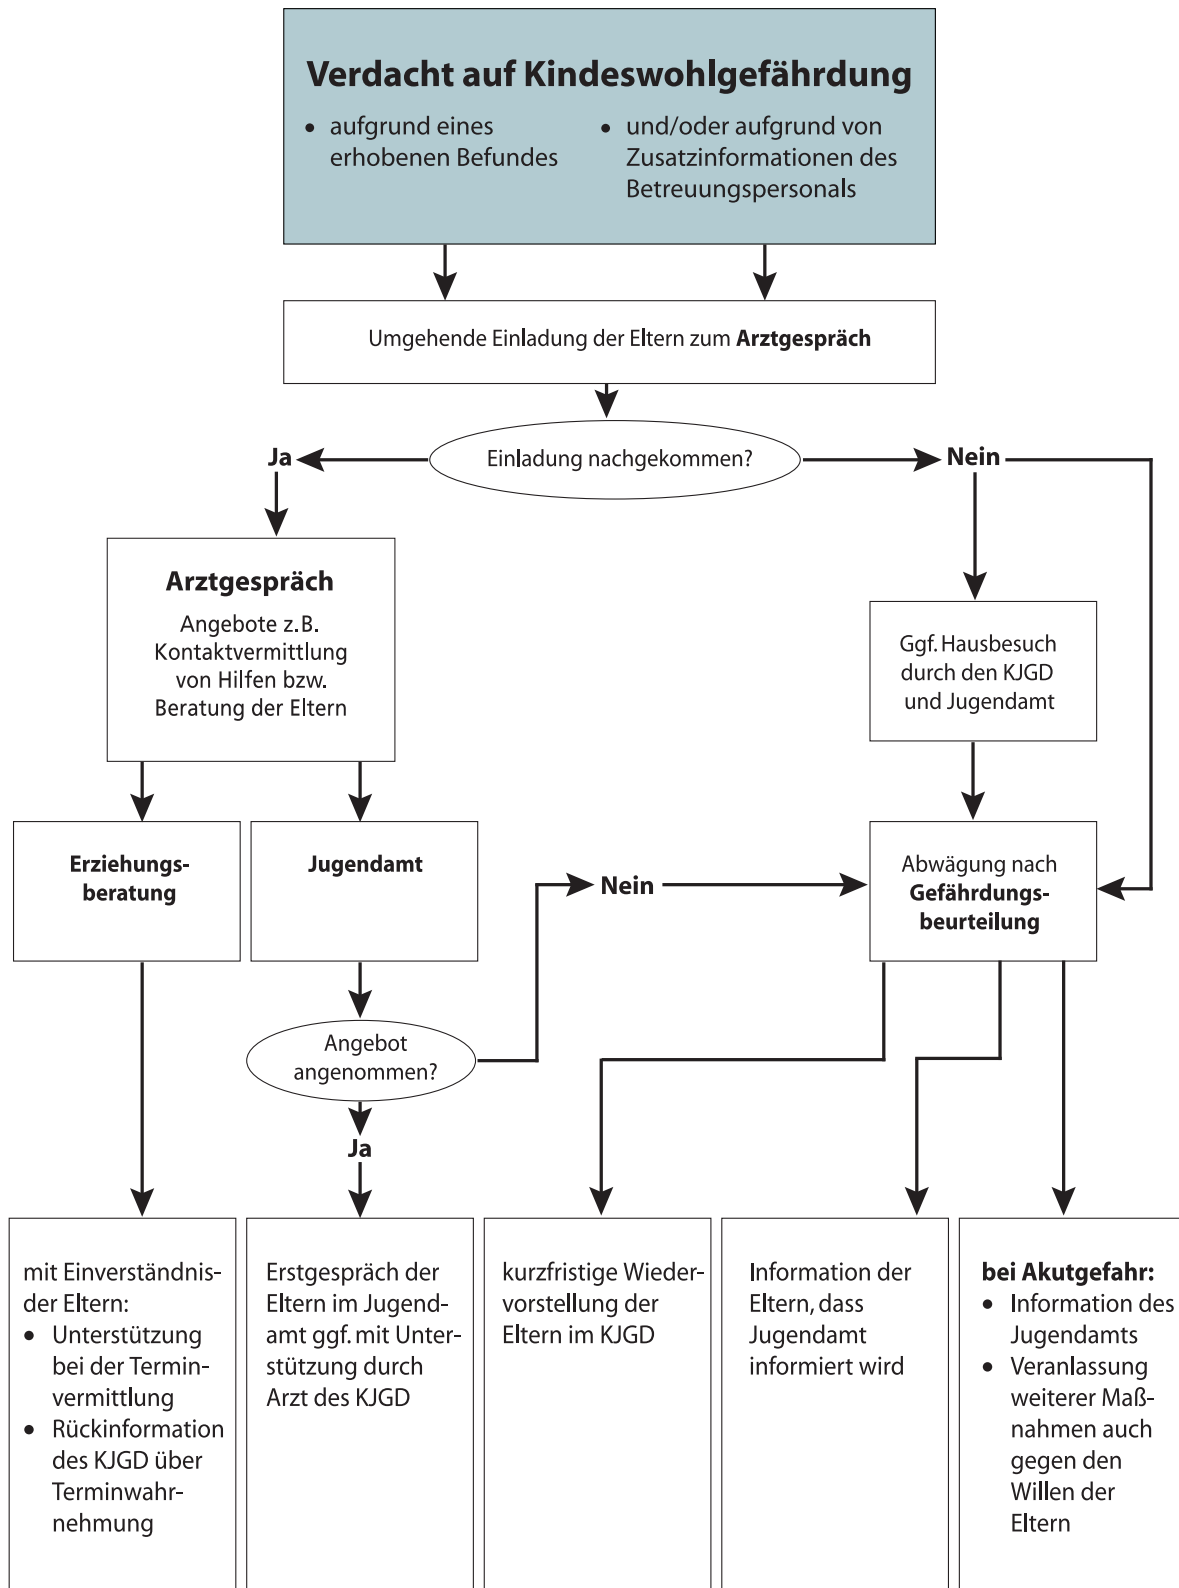 Verdacht auf Kindeswohlgefährdung
• aufgrund eines
erhobenen Befundes
• und/oder aufgrund von
Zusatzinformationen des
Betreuungspersonals
Umgehende Einladung der Eltern zum Arztgespräch
Einladung nachgekommen?
Ja
Nein
Arztgespräch
Angebote z.B.
Kontaktvermittlung
von Hilfen bzw.
Beratung der Eltern
Ggf. Hausbesuch
durch den KJGD
und Jugendamt
Erziehungs-
beratung
Jugendamt
Nein
Abwägung nach
Gefährdungs-
beurteilung
Angebot
angenommen?
Ja
mit Einverständnis
der Eltern:
• Unterstützung
bei der Termin-
vermittlung
• Rückinformation
des KJGD über
Terminwahr-
nehmung
Erstgespräch der
Eltern im Jugend-
amt ggf. mit Unter-
stützung durch
Arzt des KJGD
kurzfristige Wieder-
vorstellung der
Eltern im KJGD
Information der
Eltern, dass
Jugendamt
informiert wird
bei Akutgefahr:
• Information des
Jugendamts
• Veranlassung
weiterer Maß-
nahmen auch
gegen den
Willen der
Eltern